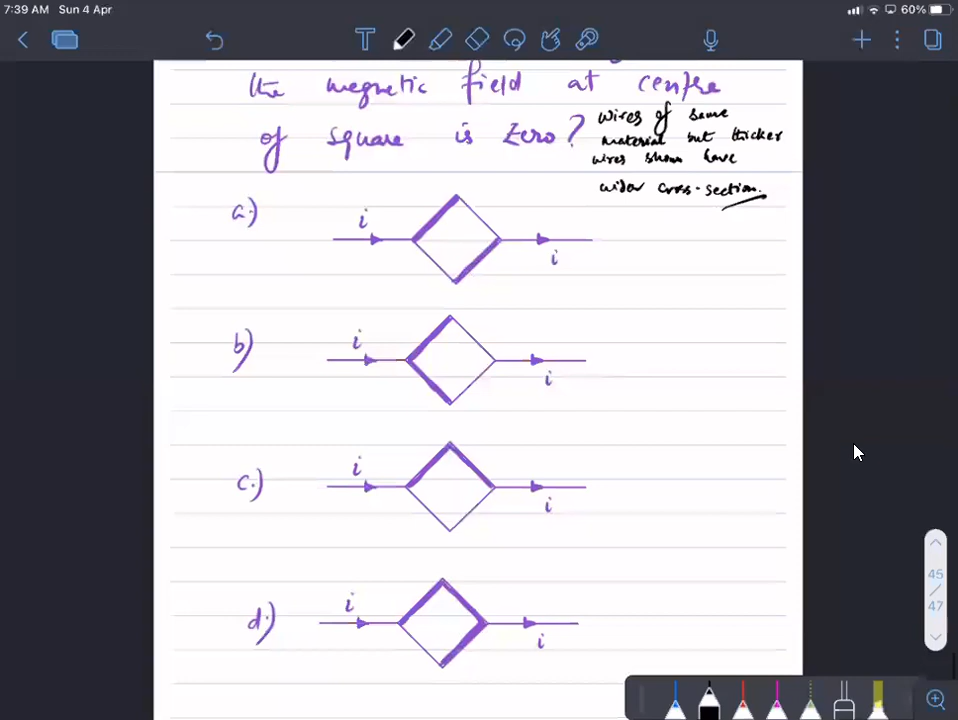 7:39 AM Sun 4 Apr
60%
the magnetic field at centre
of square is zero?
wires of same
material but thicker
wires shown have
wider cross-section.
a.)
i
i
b)
i
i
c.)
i
i
d.)
i
i
45
/
47